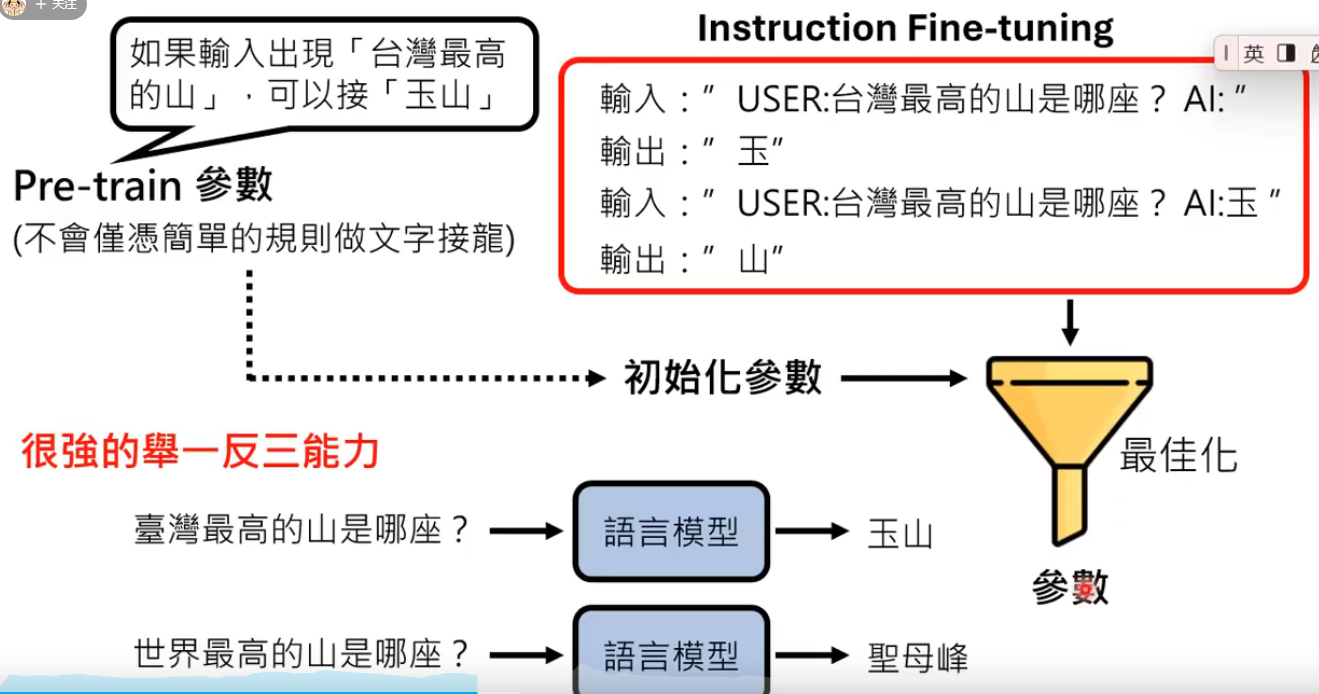 + 关注
Instruction Fine-tuning
英
如果輸入出現「台灣最高
的山」，可以接「玉山」
輸入：” USER:台灣最高的山是哪座？ AI: ”
輸出：” 玉”
輸入：” USER:台灣最高的山是哪座？ AI:玉 ”
輸出：” 山”
Pre-train 參數
(不會僅憑簡單的規則做文字接龍)
初始化參數
最佳化
參數
很強的舉一反三能力
臺灣最高的山是哪座？
語言模型
玉山
世界最高的山是哪座？
語言模型
聖母峰